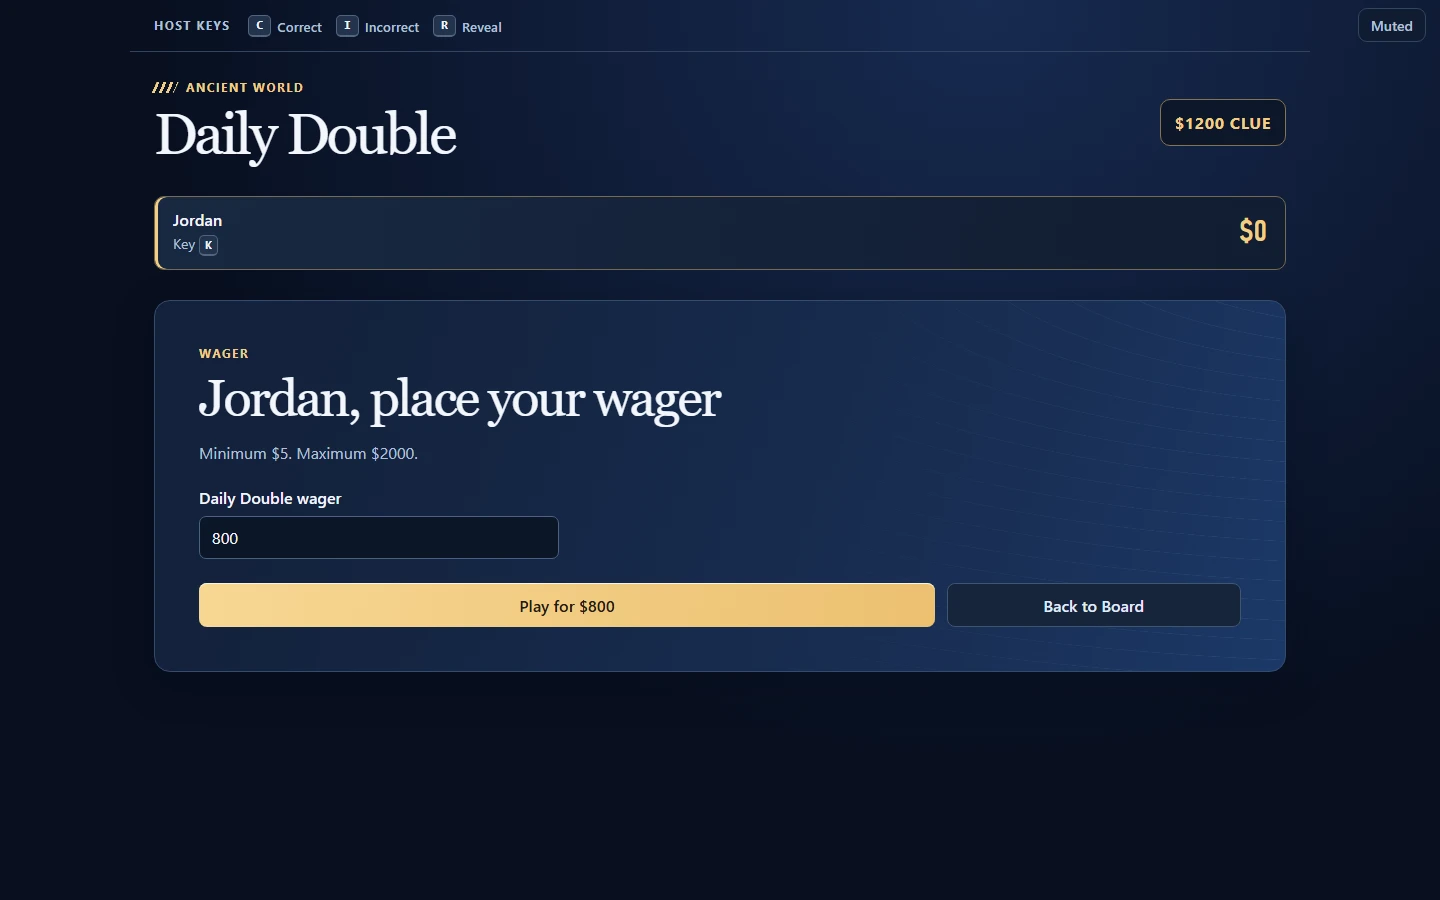 HOST KEYS C Correct I Incorrect R Reveal
Muted
ANCIENT WORLD
Daily Double
$1200 CLUE
Jordan
Key K
$0
WAGER
Jordan, place your wager
Minimum $5. Maximum $2000.
Daily Double wager
800
Play for $800
Back to Board